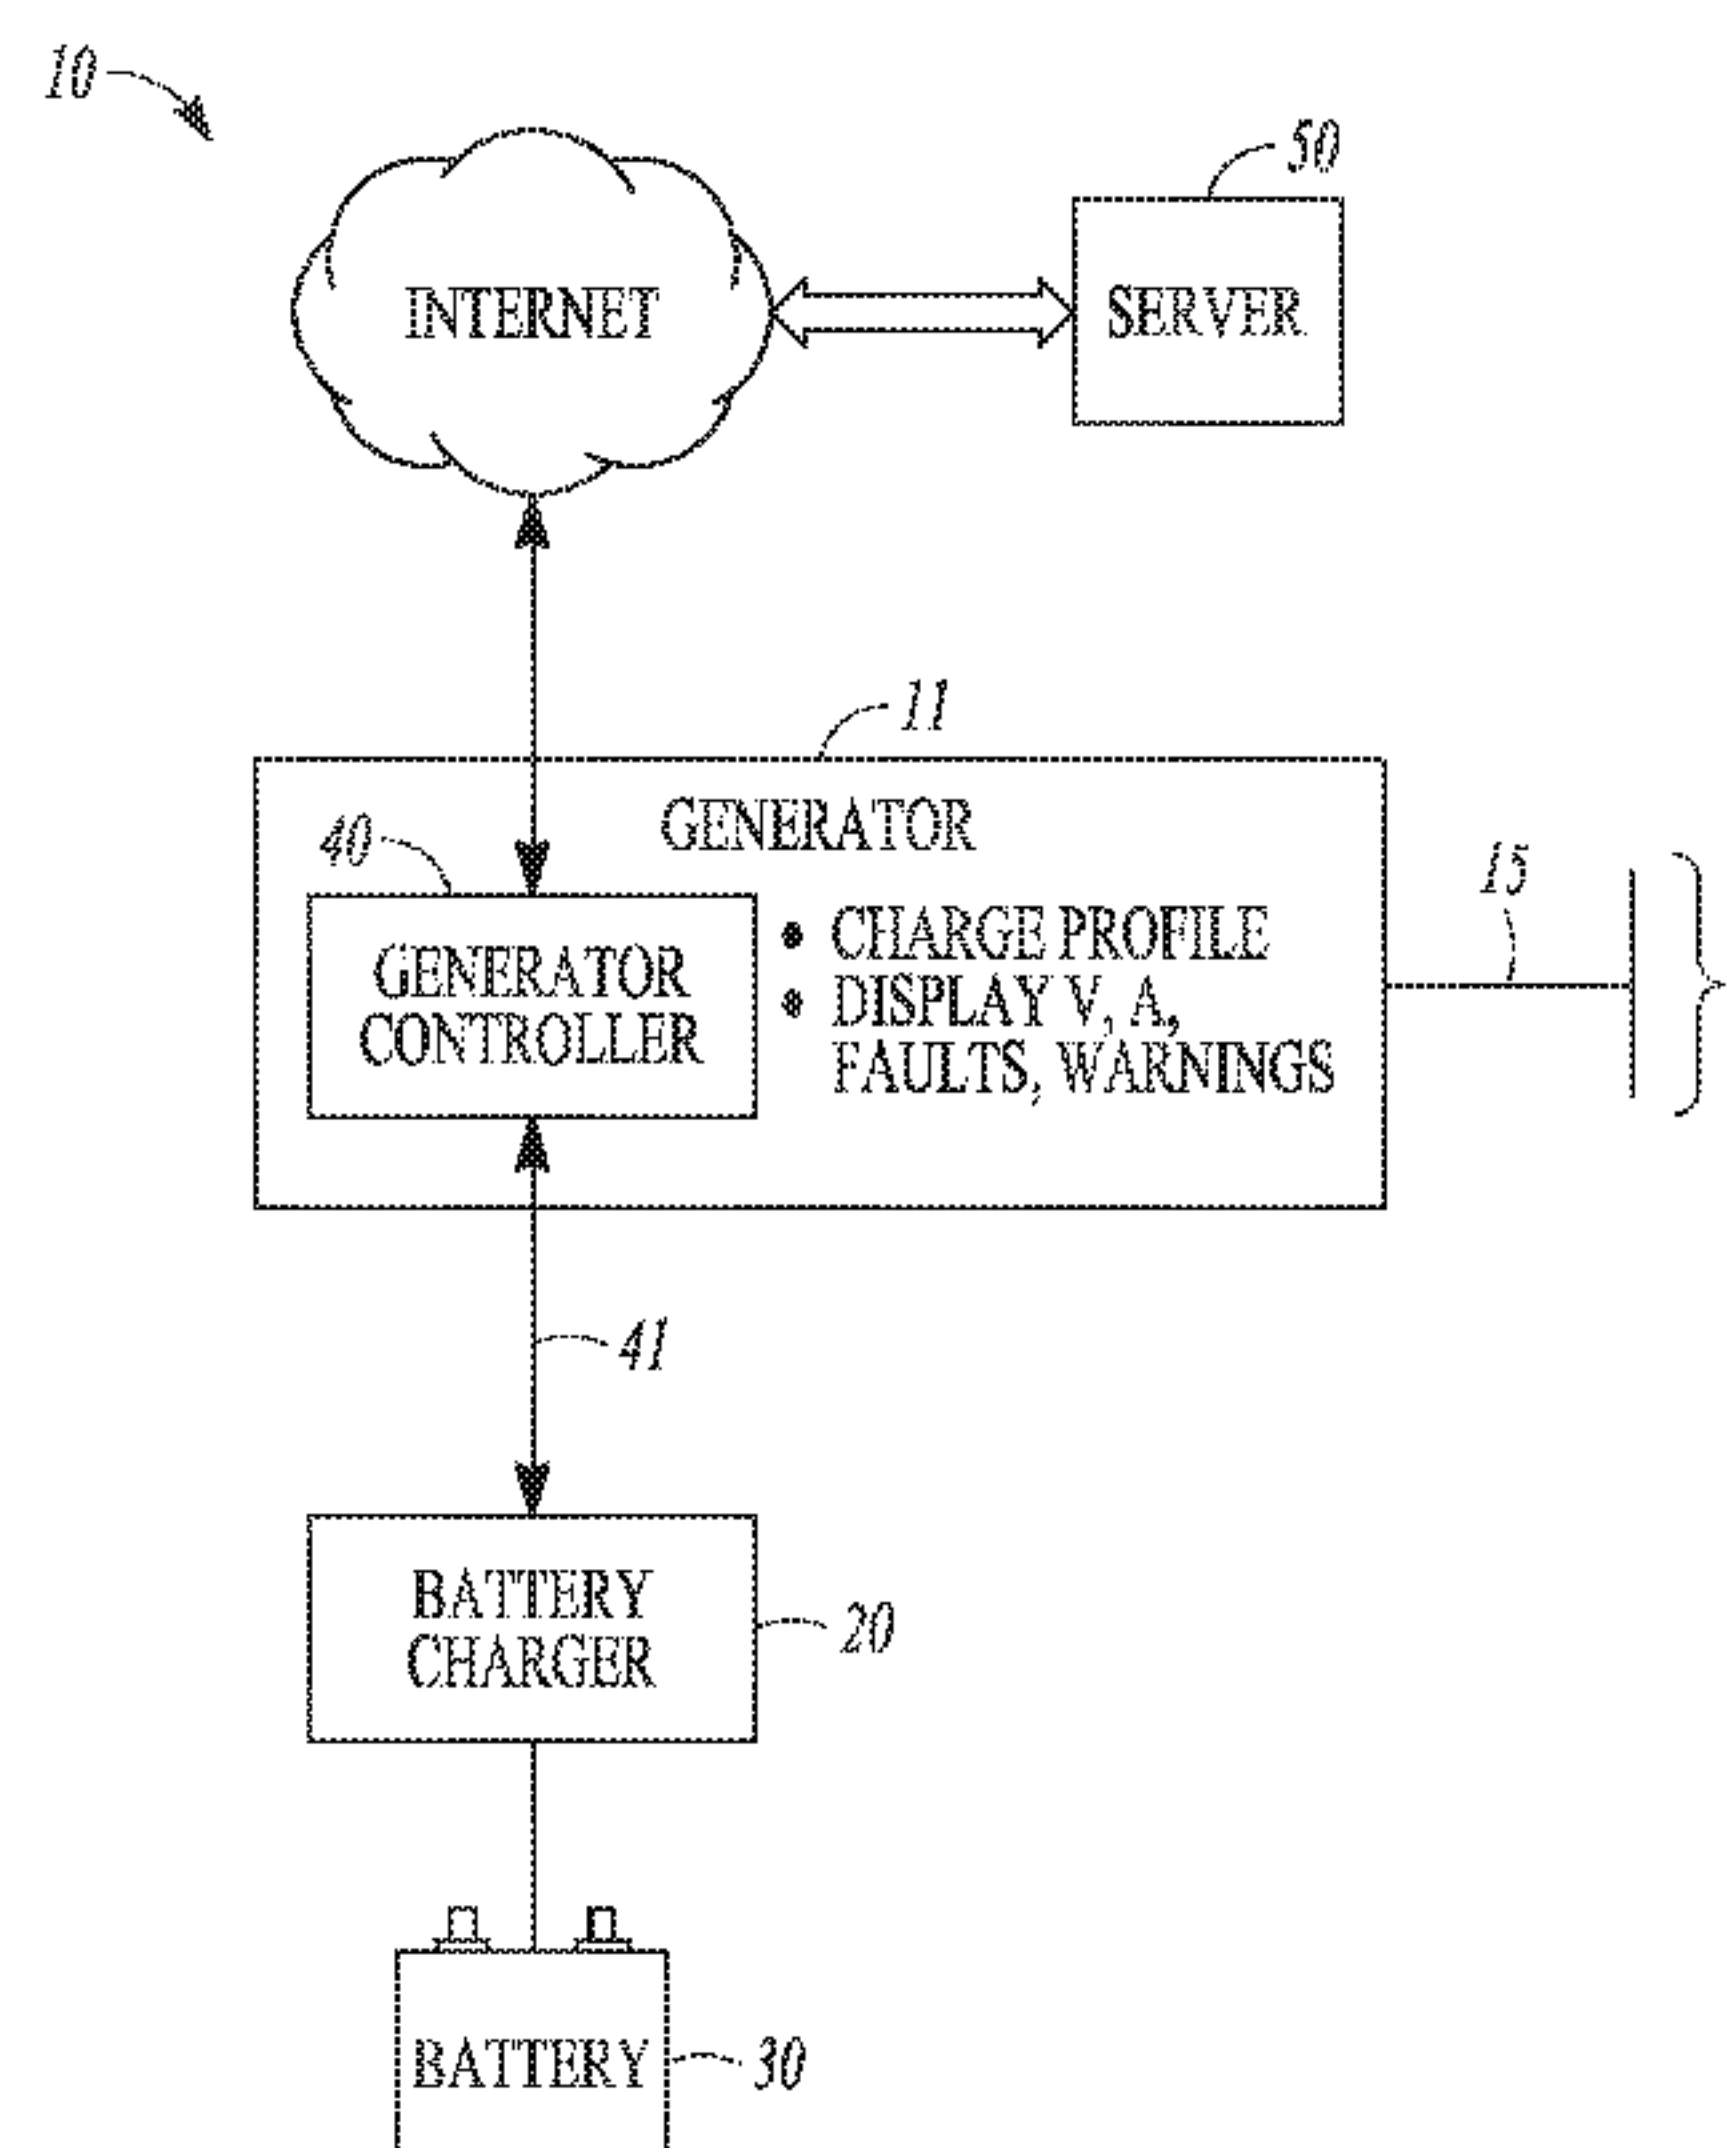 10
50
INTERNET
SERVER
11
GENERATOR
40
15
GENERATOR
CONTROLLER
• CHARGE PROFILE
• DISPLAY V, A,
FAULTS, WARNINGS
41
BATTERY
CHARGER
20
BATTERY
30